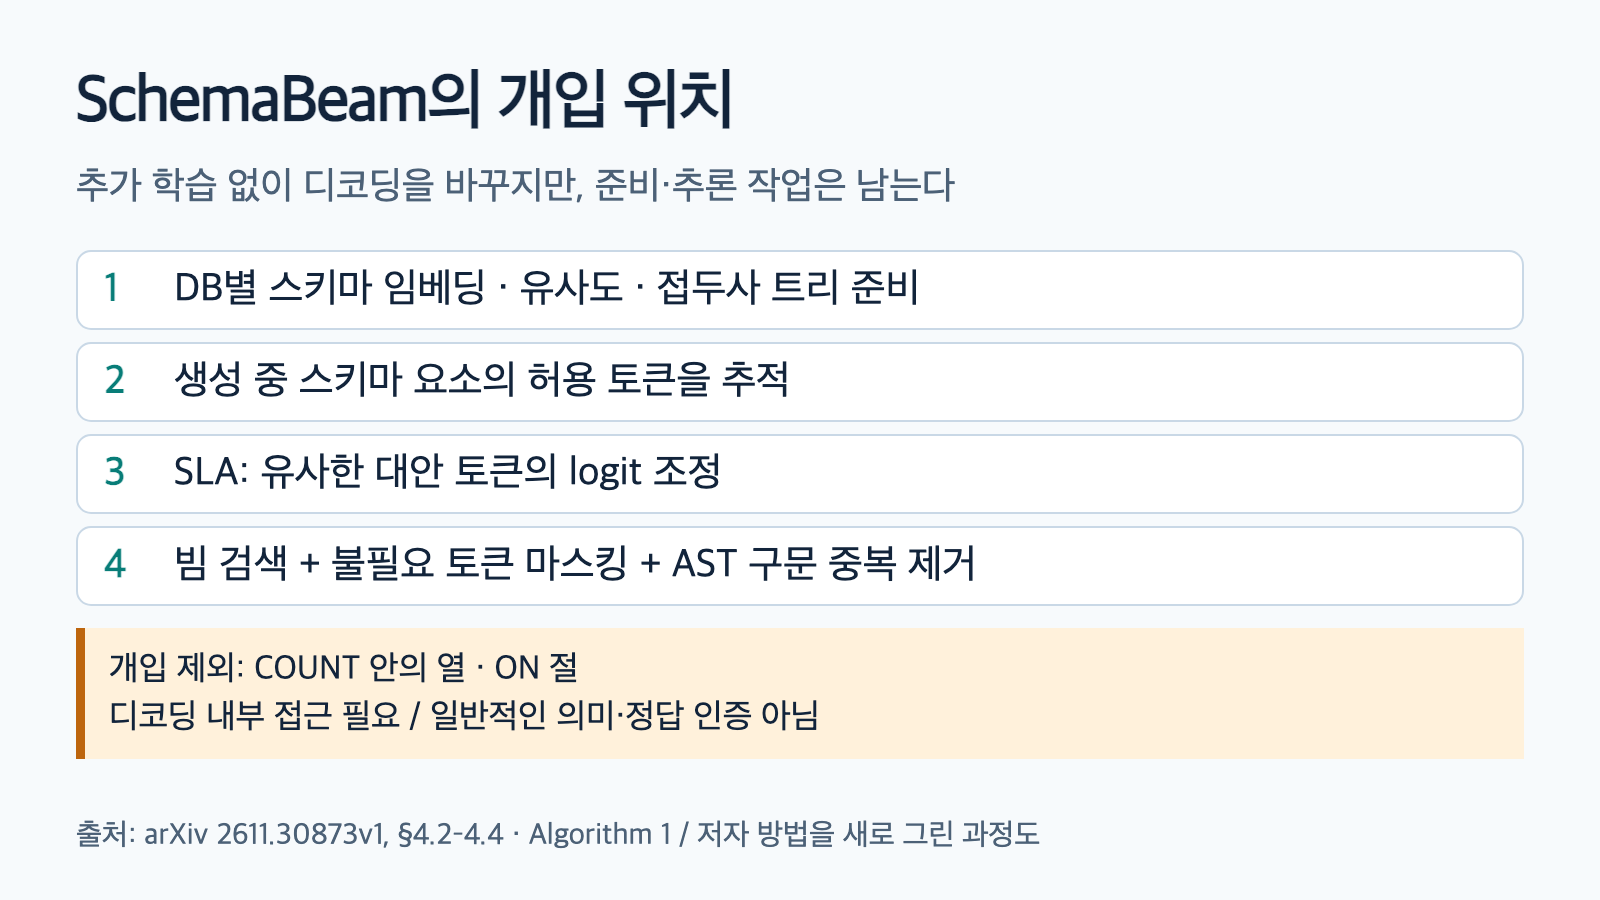 SchemaBeam의 개입 위치
추가 학습 없이 디코딩을 바꾸지만, 준비·추론 작업은 남는다
1 DB별 스키마 임베딩 · 유사도 · 접두사 트리 준비
2 생성 중 스키마 요소의 허용 토큰을 추적
3 SLA: 유사한 대안 토큰의 logit 조정
4 빔 검색 + 불필요 토큰 마스킹 + AST 구문 중복 제거
개입 제외: COUNT 안의 열 · ON 절
디코딩 내부 접근 필요 / 일반적인 의미·정답 인증 아님
출처: arXiv 2611.30873v1, §4.2-4.4 · Algorithm 1 / 저자 방법을 새로 그린 과정도